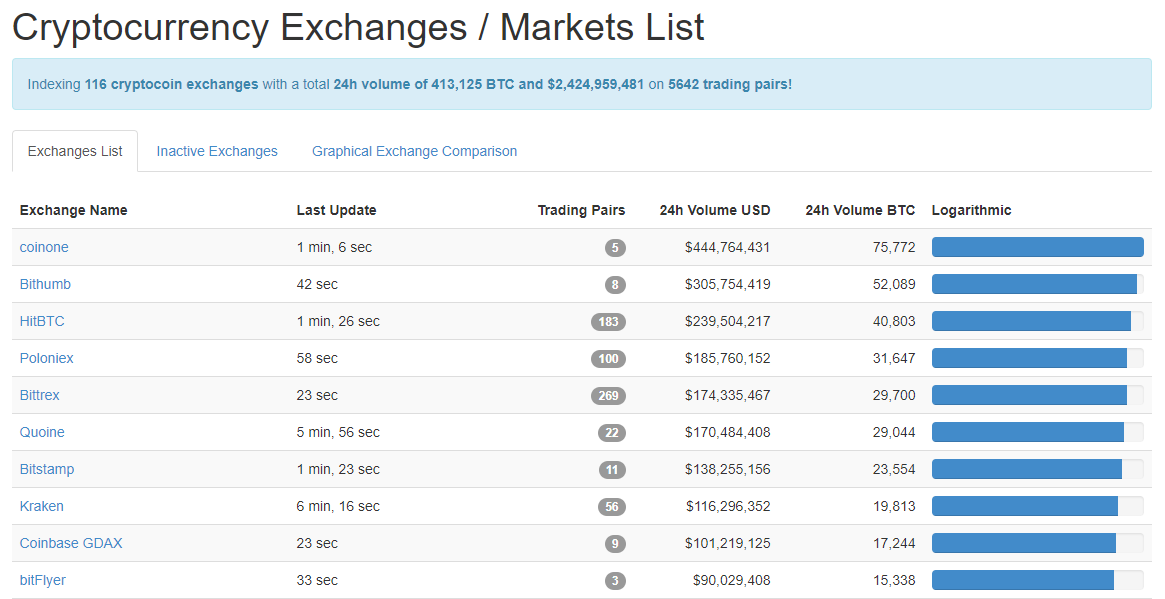 Cryptocurrency Exchanges / Markets List
Indexing 116 cryptocoin exchanges with a total 24h volume of 413,125 BTC and $2,424,959,481 on 5642 trading pairs!
Exchanges List Inactive Exchanges Graphical Exchange Comparison
Exchange Name Last Update Trading Pairs 24h Volume USD 24h Volume BTC Logarithmic
coinone 1 min, 6 sec 5 $444,764,431 75,772
Bithumb 42 sec 8 $305,754,419 52,089
HitBTC 1 min, 26 sec 183 $239,504,217 40,803
Poloniex 58 sec 100 $185,760,152 31,647
Bittrex 23 sec 269 $174,335,467 29,700
Quoine 5 min, 56 sec 22 $170,484,408 29,044
Bitstamp 1 min, 23 sec 11 $138,255,156 23,554
Kraken 6 min, 16 sec 56 $116,296,352 19,813
Coinbase GDAX 23 sec 9 $101,219,125 17,244
bitFlyer 33 sec 3 $90,029,408 15,338